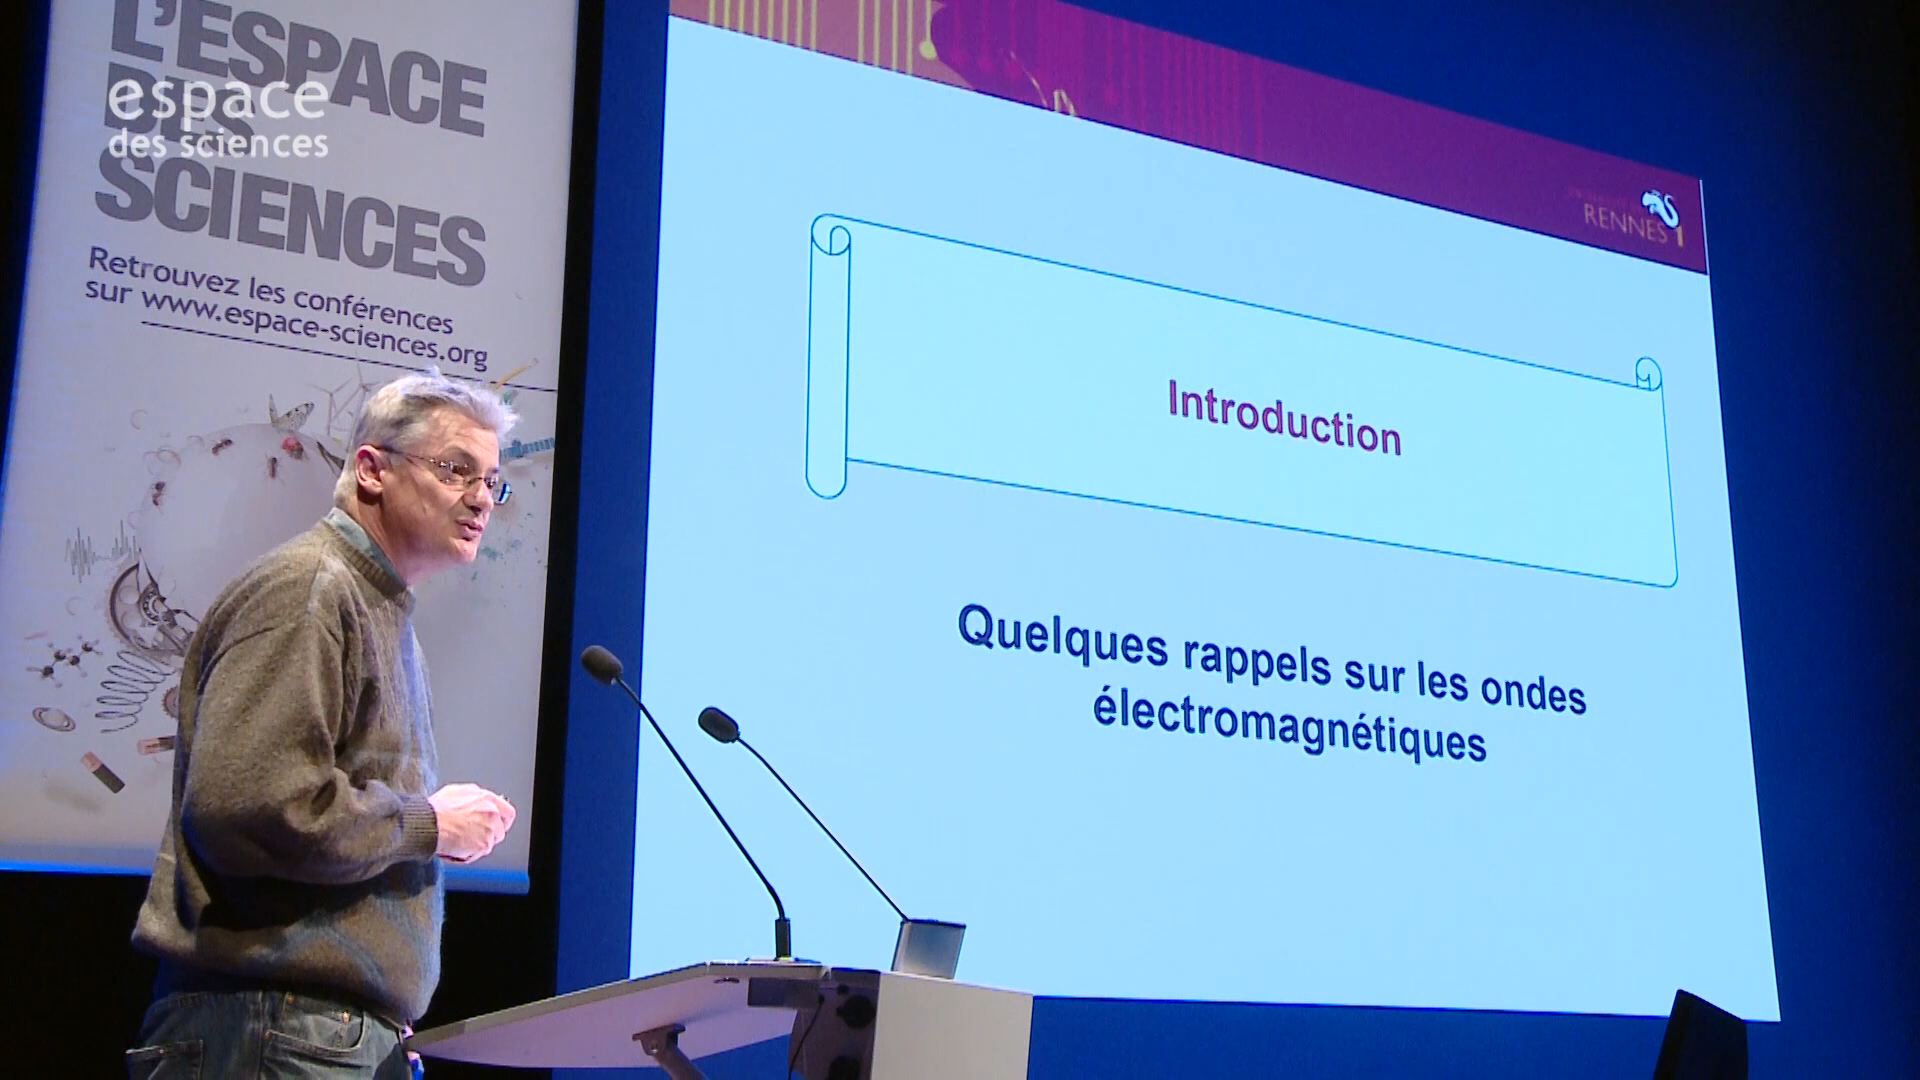 L'ESPACE
DES
SCIENCES
espace
des sciences
Retrouvez les conférences
sur www.espace-sciences.org
RENNES 1
Introduction
Quelques rappels sur les ondes
électromagnétiques